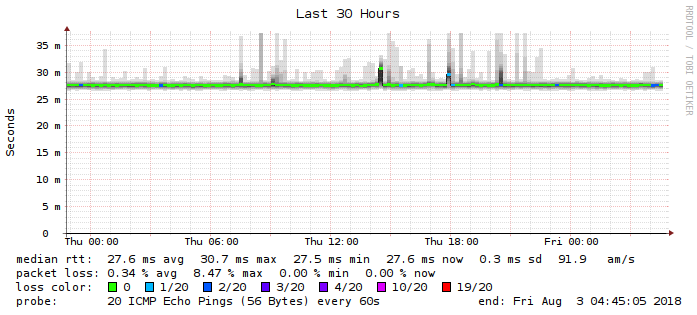 Last 30 Hours
RRDTOOL / TOBI OETIKER
Seconds
35 m
30 m
25 m
20 m
15 m
10 m
5 m
0
Thu 00:00 Thu 06:00 Thu 12:00 Thu 18:00 Fri 00:00
median rtt: 27.6 ms avg 30.7 ms max 27.5 ms min 27.6 ms now 0.3 ms sd 91.9 am/s
packet loss: 0.34 % avg 8.47 % max 0.00 % min 0.00 % now
loss color: 0 1/20 2/20 3/20 4/20 10/20 19/20
probe: 20 ICMP Echo Pings (56 Bytes) every 60s end: Fri Aug 3 04:45:05 2018